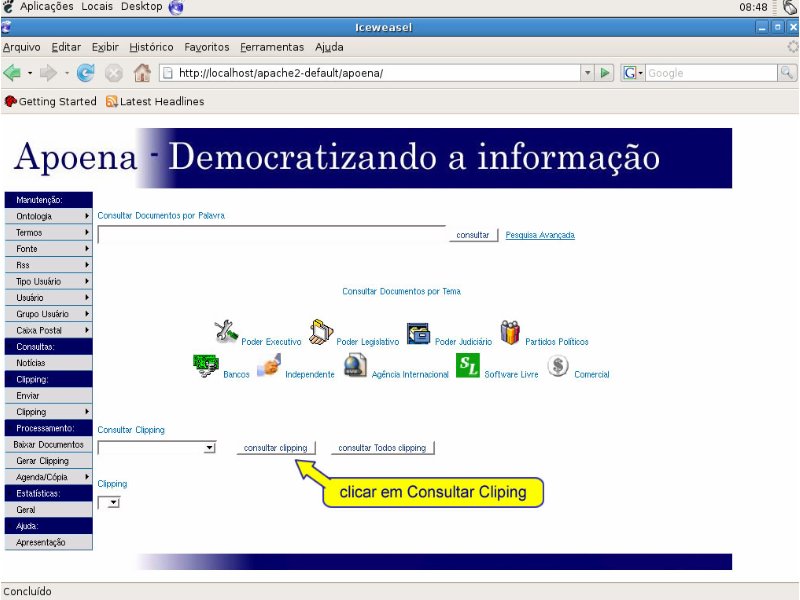 Aplicações Locais Desktop 08:48
Iceweasel
Arquivo Editar Exibir Histórico Favoritos Ferramentas Ajuda
http://localhost/apache2-default/apoena/ G Google
Getting Started Latest Headlines
Apoena - Democratizando a informação
Manutenção:
Ontologia
Termos
Fonte
Rss
Tipo Usuário
Usuário
Grupo Usuário
Caixa Postal
Consultas:
Notícias
Clipping:
Enviar
Clipping
Processamento:
Baixar Documentos
Gerar Clipping
Agenda/Cópia
Estatísticas:
Geral
Ajuda:
Apresentação
Consultar Documentos por Palavra
consultar Pesquisa Avançada
Consultar Documentos por Tema
Poder Executivo Poder Legislativo Poder Judiciário Partidos Políticos
Bancos Independente Agência Internacional SL Software Livre $ Comercial
Consultar Clipping
consultar clipping consultar Todos clipping
Clipping
clicar em Consultar Cliping
Concluído